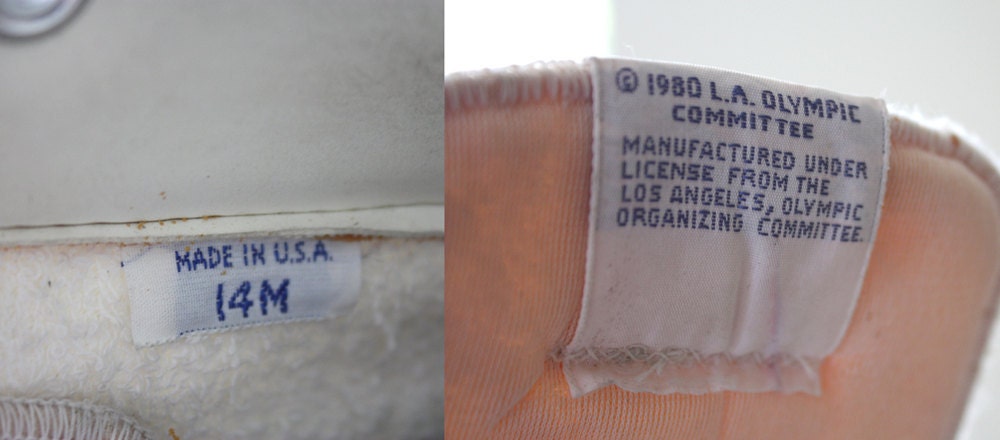 MADE IN U.S.A.
14M
© 1980 L.A. OLYMPIC
COMMITTEE
MANUFACTURED UNDER
LICENSE FROM THE
LOS ANGELES, OLYMPIC
ORGANIZING COMMITTEE.